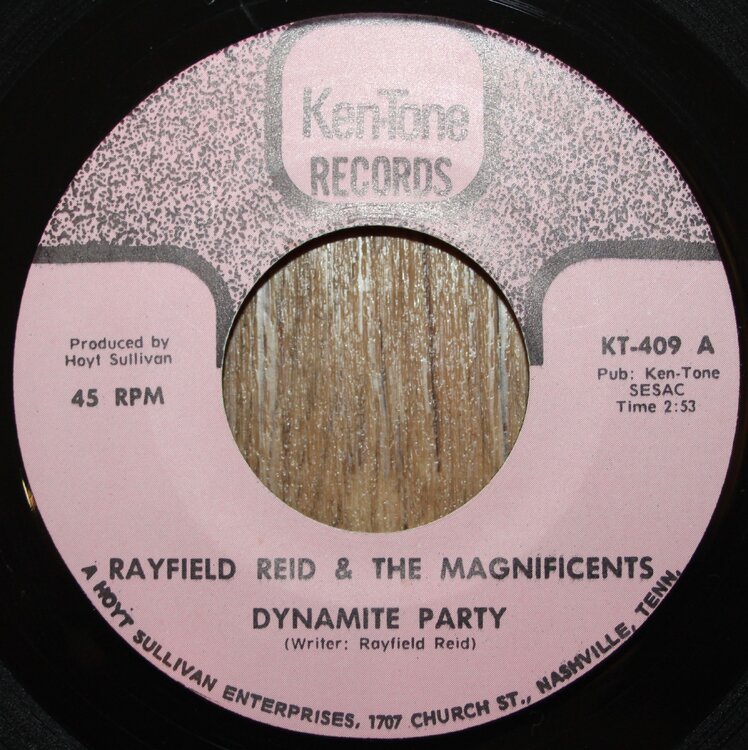 Ken-Tone
RECORDS
Produced by
Hoyt Sullivan
45 RPM
KT-409 A
Pub: Ken-Tone
SESAC
Time 2:53
RAYFIELD REID & THE MAGNIFICENTS
DYNAMITE PARTY
(Writer: Rayfield Reid)
A HOYT SULLIVAN ENTERPRISES. 1707 CHURCH ST., NASHVILLE, TENN.